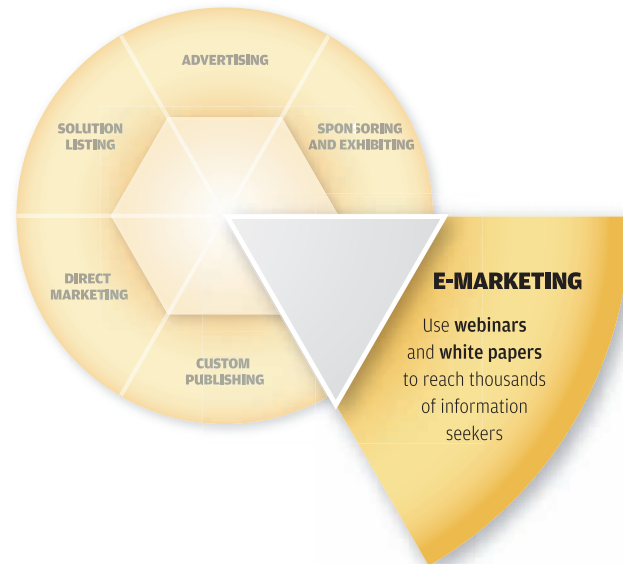 ADVERTISING
SOLUTION
LISTING
SPONSORING
AND EXHIBITING
DIRECT
MARKETING
CUSTOM
PUBLISHING
E-MARKETING
Use webinars
and white papers
to reach thousands
of information
seekers